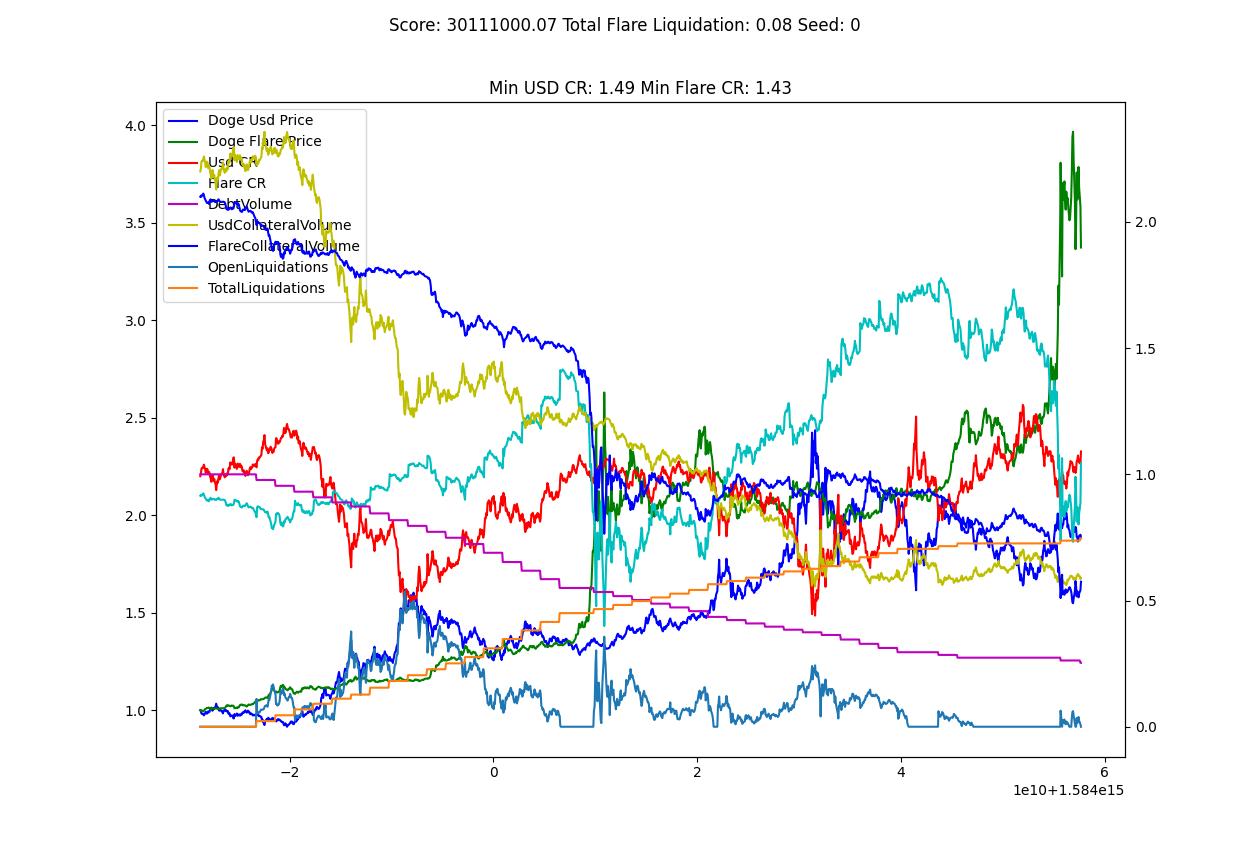 Score: 30111000.07 Total Flare Liquidation: 0.08 Seed: 0
Min USD CR: 1.49 Min Flare CR: 1.43
Doge Usd Price
Doge Flare Price
Usd CR
Flare CR
DebtVolume
UsdCollateralVolume
FlareCollateralVolume
OpenLiquidations
TotalLiquidations
4.0
3.5
3.0
2.5
2.0
1.5
1.0
2.0
1.5
1.0
0.5
0.0
−2
0
2
4
6
1e10+1.584e15